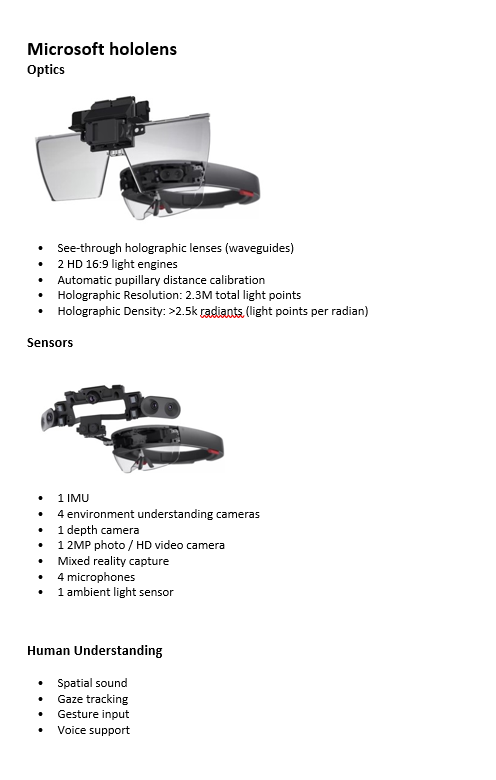 Microsoft hololens
Optics
• See-through holographic lenses (waveguides)
• 2 HD 16:9 light engines
• Automatic pupillary distance calibration
• Holographic Resolution: 2.3M total light points
• Holographic Density: >2.5k radiants (light points per radian)
Sensors
• 1 IMU
• 4 environment understanding cameras
• 1 depth camera
• 1 2MP photo / HD video camera
• Mixed reality capture
• 4 microphones
• 1 ambient light sensor
Human Understanding
• Spatial sound
• Gaze tracking
• Gesture input
• Voice support